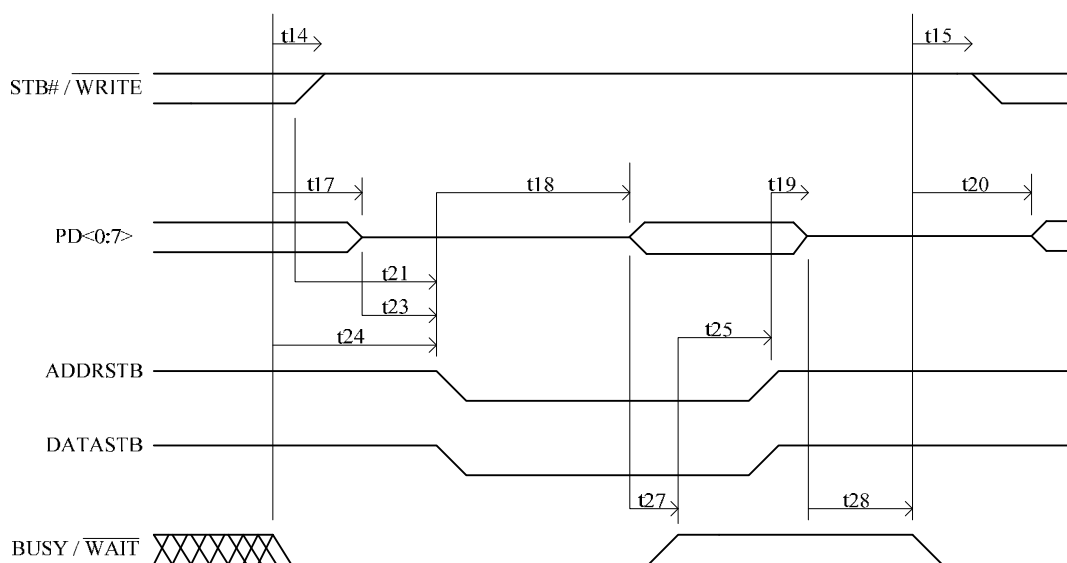 t14
t15
STB# / WRITE
t17
t18
t19
t20
PD<0:7>
t21
t23
t25
t24
ADDRSTB
DATASTB
t27
t28
BUSY / WAIT